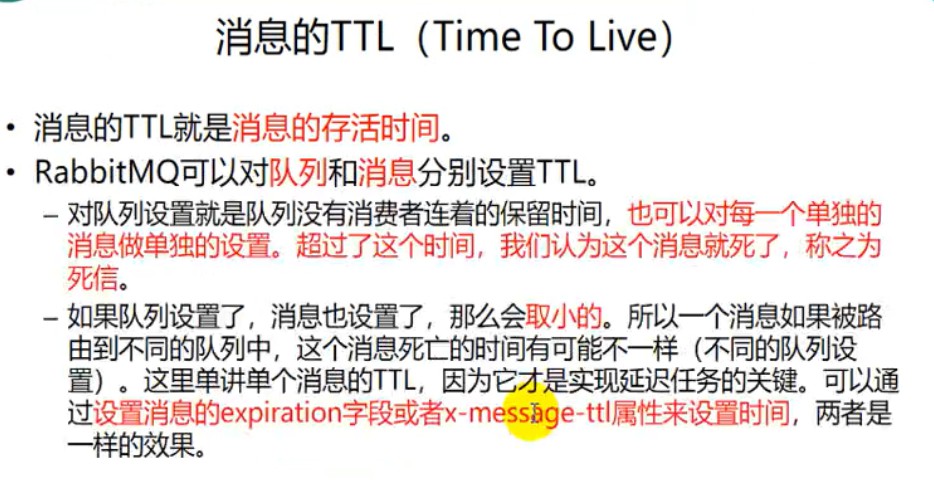 消息的TTL（Time To Live）
• 消息的TTL就是消息的存活时间。
• RabbitMQ可以对队列和消息分别设置TTL。
– 对队列设置就是队列没有消费者连着的保留时间，也可以对每一个单独的
消息做单独的设置。超过了这个时间，我们认为这个消息就死了，称之为
死信。
– 如果队列设置了，消息也设置了，那么会取小的。所以一个消息如果被路
由到不同的队列中，这个消息死亡的时间有可能不一样（不同的队列设
置）。这里单讲单个消息的TTL，因为它才是实现延迟任务的关键。可以通
过设置消息的expiration字段或者x-message-ttl属性来设置时间，两者是
一样的效果。